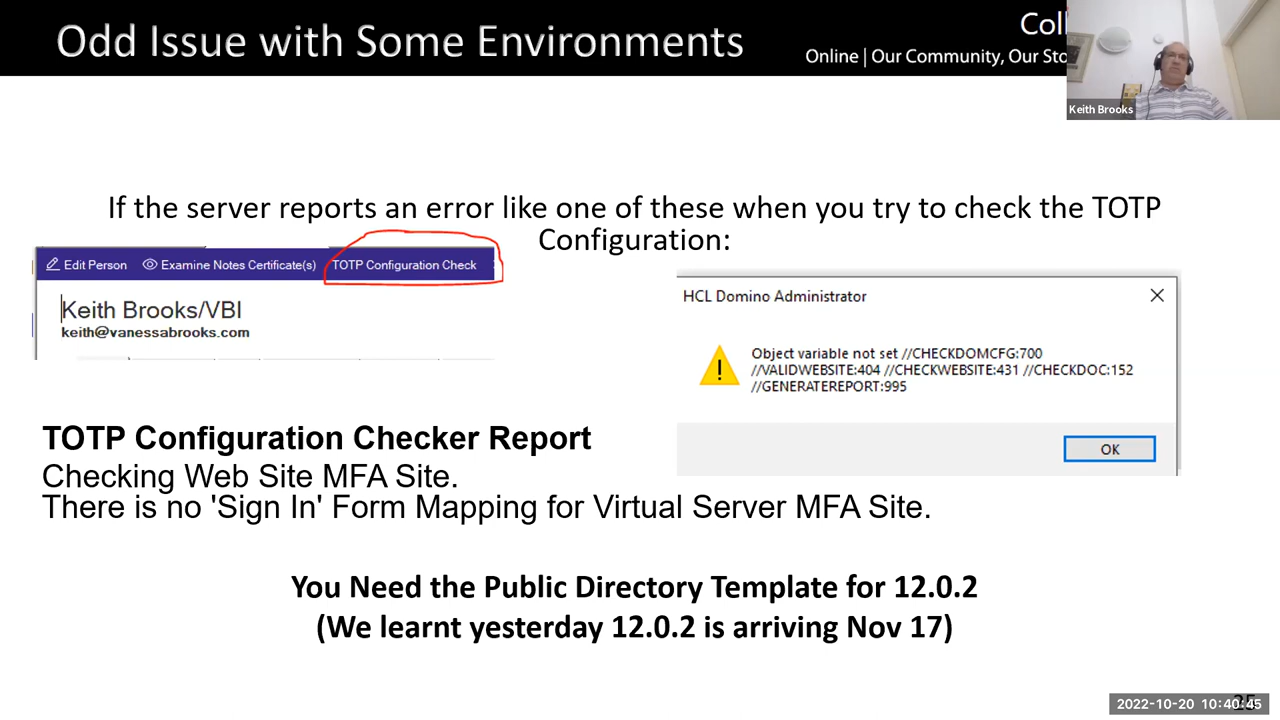 Odd Issue with Some Environments
Coll
Online | Our Community, Our Sto
Keith Brooks
If the server reports an error like one of these when you try to check the TOTP
Configuration:
Edit Person Examine Notes Certificate(s) TOTP Configuration Check
Keith Brooks/VBI
keith@vanessabrooks.com
HCL Domino Administrator
Object variable not set //CHECKDOMCFG:700
//VALIDWEBSITE:404 //CHECKWEBSITE:431 //CHECKDOC:152
//GENERATEREPORT:995
OK
TOTP Configuration Checker Report
Checking Web Site MFA Site.
There is no 'Sign In' Form Mapping for Virtual Server MFA Site.
You Need the Public Directory Template for 12.0.2
(We learnt yesterday 12.0.2 is arriving Nov 17)
2022-10-20 10:40:45